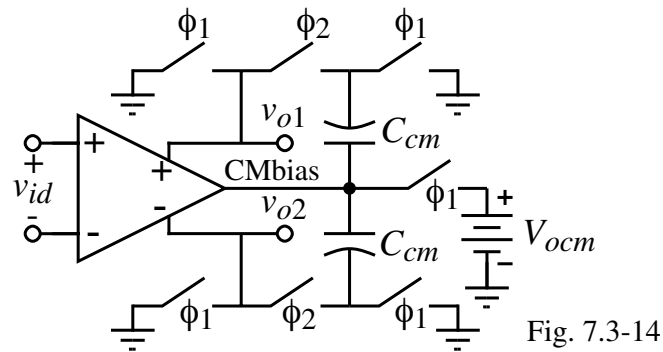 ϕ1 ϕ2 ϕ1
vo1
Ccm
+ + +
vid CMbias
ϕ1 +
- - -
vo2
Vocm
Ccm
-
ϕ1 ϕ2 ϕ1
Fig. 7.3-14